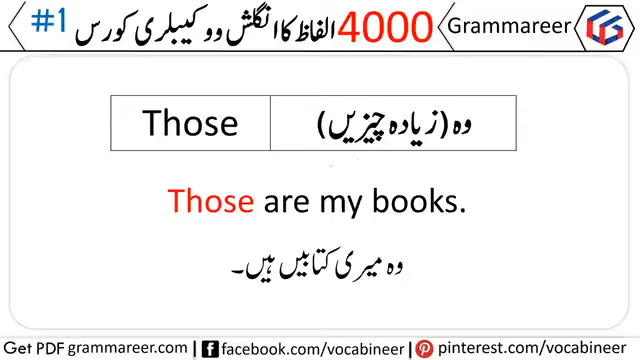 #1 4000 الفاظ کا انگلش ووکیبلری کورس Grammareer
Those وہ (زیادہ چیزیں)
Those are my books.
وہ میری کتابیں ہیں۔
Get PDF grammareer.com | facebook.com/vocabineer | pinterest.com/vocabineer